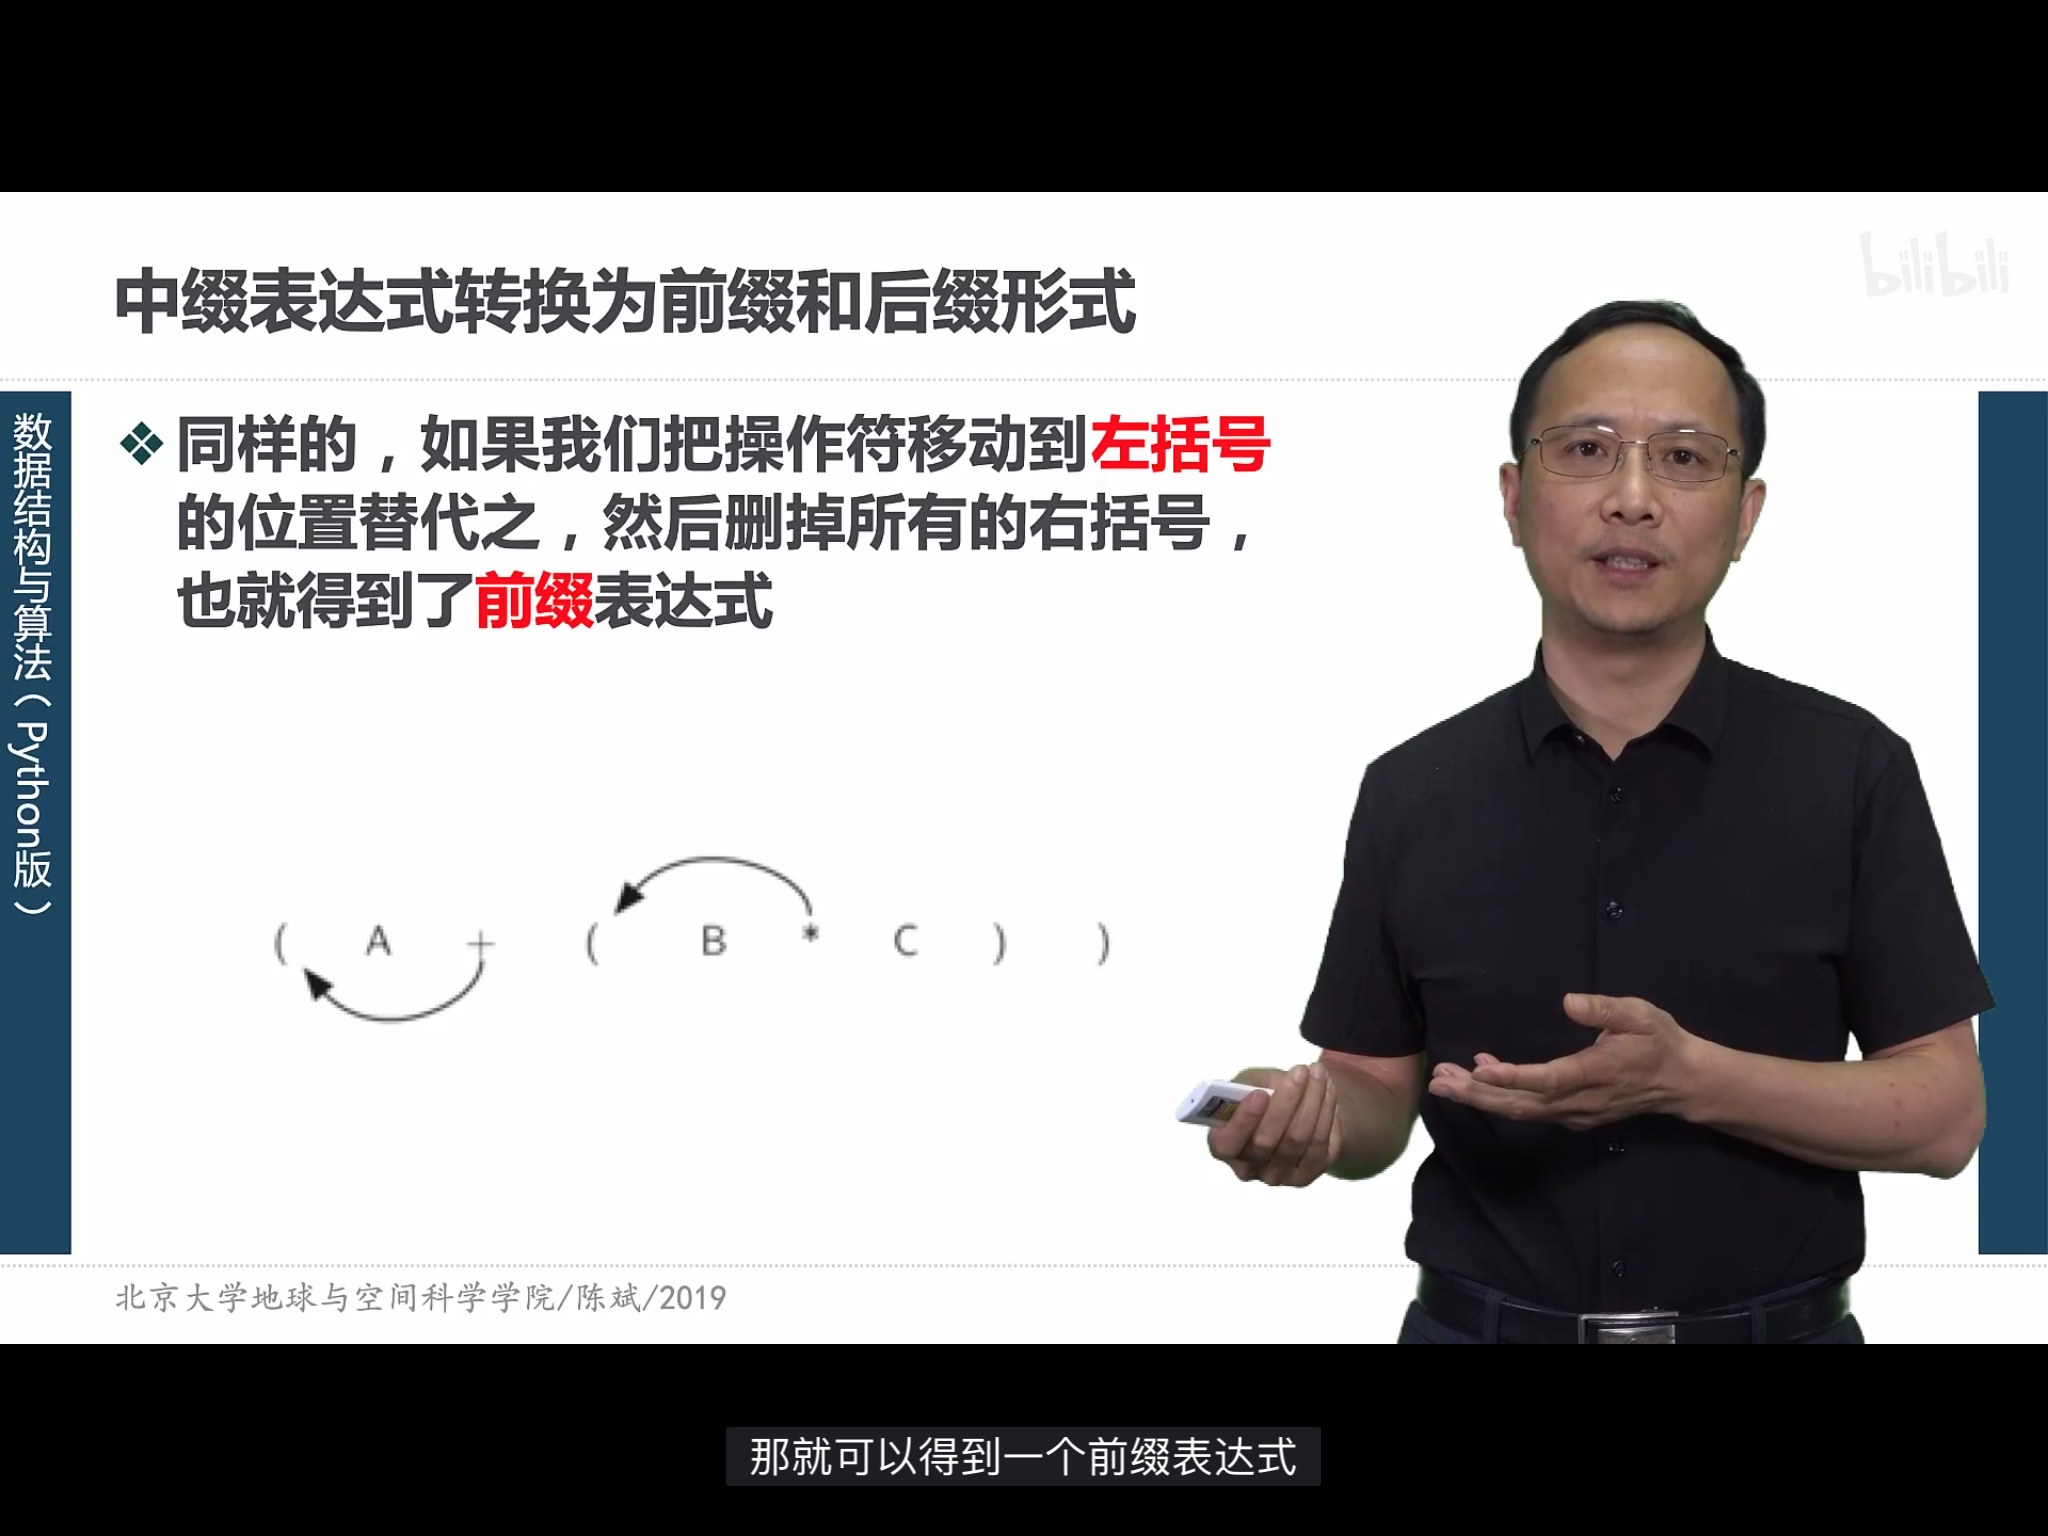 bilibili
中缀表达式转换为前缀和后缀形式
数据结构与算法（Python版）
❖同样的，如果我们把操作符移动到左括号
的位置替代之，然后删掉所有的右括号，
也就得到了前缀表达式
( A + ( B * C ) )
北京大学地球与空间科学学院/陈斌/2019
那就可以得到一个前缀表达式